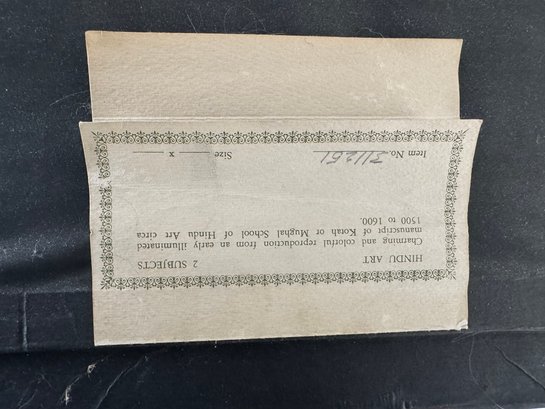 HINDU ART 2 SUBJECTS
Charming and colorful reproduction from an early illuminated
manuscript of Kotah or Mughal School of Hindu Art circa
1500 to 1600.
Item No. 311251 Size x